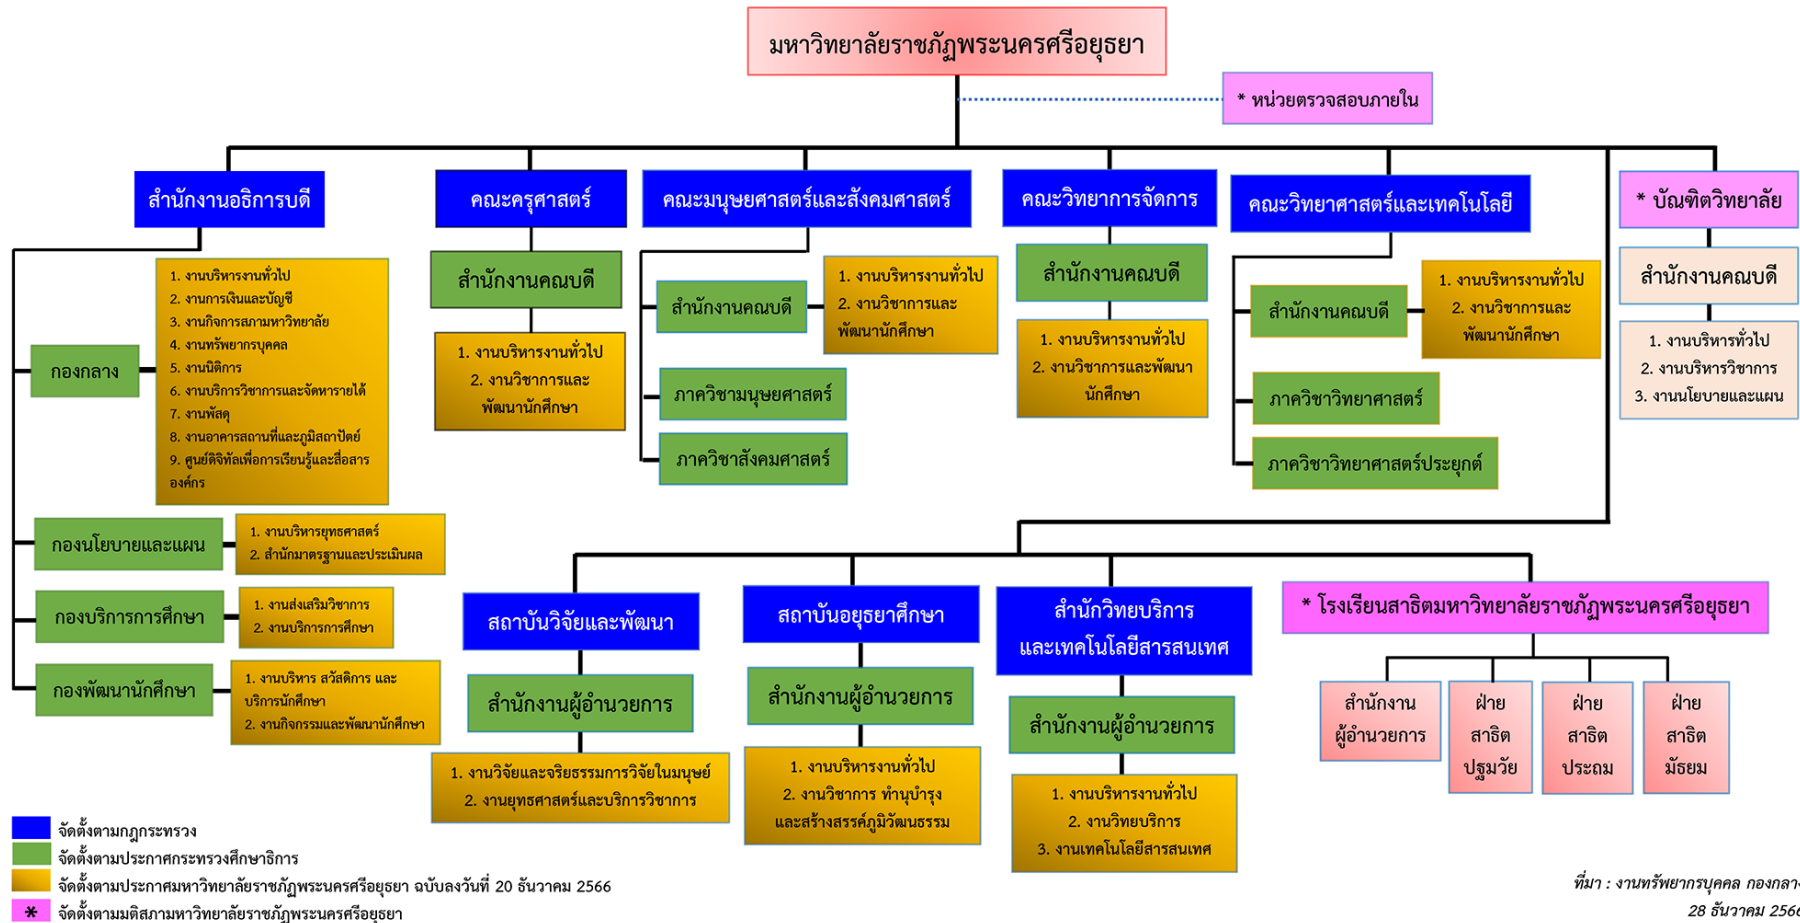 มหาวิทยาลัยราชภัฏพระนครศรีอยุธยา
* หน่วยตรวจสอบภายใน
สำนักงานอธิการบดี
กองกลาง
1. งานบริหารงานทั่วไป
2. งานการเงินและบัญชี
3. งานกิจการสภามหาวิทยาลัย
4. งานทรัพยากรบุคคล
5. งานนิติการ
6. งานบริการวิชาการและจัดหารายได้
7. งานพัสดุ
8. งานอาคารสถานที่และภูมิสถาปัตย์
9. ศูนย์ดิจิทัลเพื่อการเรียนรู้และสื่อสาร
องค์กร
กองนโยบายและแผน
1. งานบริหารยุทธศาสตร์
2. สำนักมาตรฐานและประเมินผล
กองบริการการศึกษา
1. งานส่งเสริมวิชาการ
2. งานบริการการศึกษา
กองพัฒนานักศึกษา
1. งานบริหาร สวัสดิการ และ
บริการนักศึกษา
2. งานกิจกรรมและพัฒนานักศึกษา
คณะครุศาสตร์
สำนักงานคณบดี
1. งานบริหารงานทั่วไป
2. งานวิชาการและ
พัฒนานักศึกษา
คณะมนุษยศาสตร์และสังคมศาสตร์
สำนักงานคณบดี
1. งานบริหารงานทั่วไป
2. งานวิชาการและ
พัฒนานักศึกษา
ภาควิชามนุษยศาสตร์
ภาควิชาสังคมศาสตร์
คณะวิทยาการจัดการ
สำนักงานคณบดี
1. งานบริหารงานทั่วไป
2. งานวิชาการและพัฒนา
นักศึกษา
คณะวิทยาศาสตร์และเทคโนโลยี
สำนักงานคณบดี
1. งานบริหารงานทั่วไป
2. งานวิชาการและ
พัฒนานักศึกษา
ภาควิชาวิทยาศาสตร์
ภาควิชาวิทยาศาสตร์ประยุกต์
* บัณฑิตวิทยาลัย
สำนักงานคณบดี
1. งานบริหารทั่วไป
2. งานบริหารวิชาการ
3. งานนโยบายและแผน
สถาบันวิจัยและพัฒนา
สำนักงานผู้อำนวยการ
1. งานวิจัยและจริยธรรมการวิจัยในมนุษย์
2. งานยุทธศาสตร์และบริการวิชาการ
สถาบันอยุธยาศึกษา
สำนักงานผู้อำนวยการ
1. งานบริหารงานทั่วไป
2. งานวิชาการ ทำนุบำรุง
และสร้างสรรค์ภูมิวัฒนธรรม
สำนักวิทยบริการ
และเทคโนโลยีสารสนเทศ
สำนักงานผู้อำนวยการ
1. งานบริหารงานทั่วไป
2. งานวิทยบริการ
3. งานเทคโนโลยีสารสนเทศ
* โรงเรียนสาธิตมหาวิทยาลัยราชภัฏพระนครศรีอยุธยา
สำนักงาน
ผู้อำนวยการ
ฝ่าย
สาธิต
ปฐมวัย
ฝ่าย
สาธิต
ประถม
ฝ่าย
สาธิต
มัธยม
จัดตั้งตามกฎกระทรวง
จัดตั้งตามประกาศกระทรวงศึกษาธิการ
จัดตั้งตามประกาศมหาวิทยาลัยราชภัฏพระนครศรีอยุธยา ฉบับลงวันที่ 20 ธันวาคม 2566
* จัดตั้งตามมติสภามหาวิทยาลัยราชภัฏพระนครศรีอยุธยา
ที่มา : งานทรัพยากรบุคคล กองกลาง
28 ธันวาคม 2566